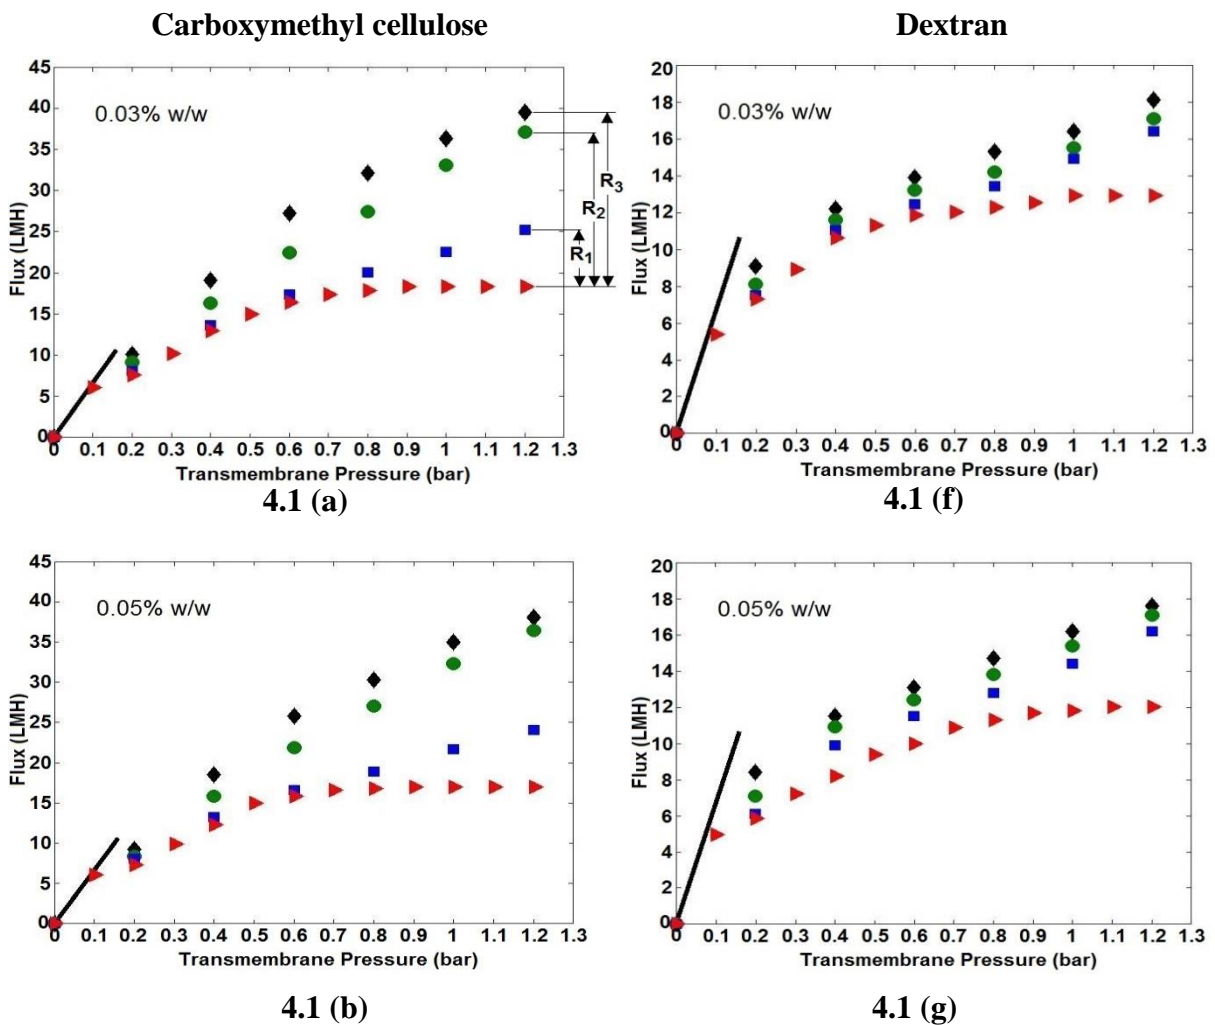 Carboxymethyl cellulose
Dextran
45
40
35
30
25
20
15
10
5
0
Flux (LMH)
0.03% w/w
R1
R2
R3
0 0.1 0.2 0.3 0.4 0.5 0.6 0.7 0.8 0.9 1 1.1 1.2 1.3
Transmembrane Pressure (bar)
4.1 (a)
20
18
16
14
12
10
8
6
4
2
0
Flux (LMH)
0.03% w/w
0 0.1 0.2 0.3 0.4 0.5 0.6 0.7 0.8 0.9 1 1.1 1.2 1.3
Transmembrane Pressure (bar)
4.1 (f)
45
40
35
30
25
20
15
10
5
0
Flux (LMH)
0.05% w/w
0 0.1 0.2 0.3 0.4 0.5 0.6 0.7 0.8 0.9 1 1.1 1.2 1.3
Transmembrane Pressure (bar)
4.1 (b)
20
18
16
14
12
10
8
6
4
2
0
Flux (LMH)
0.05% w/w
0 0.1 0.2 0.3 0.4 0.5 0.6 0.7 0.8 0.9 1 1.1 1.2 1.3
Transmembrane Pressure (bar)
4.1 (g)